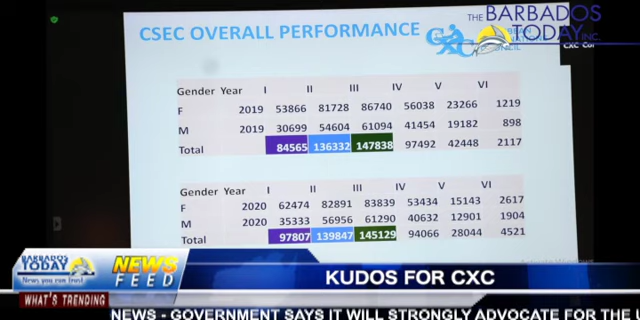 CSEC OVERALL PERFORMANCE
THE BARBADOS
TODAY INC.
CXC
Gender Year I II III IV V VI
F 2019 53866 81728 86740 56038 23266 1219
M 2019 30699 54604 61094 41454 19182 898
Total 84565 136332 147838 97492 42448 2117
Gender Year I II III IV V VI
F 2020 62474 82891 83839 53434 15143 2617
M 2020 35333 56956 61290 40632 12901 1904
Total 97807 139847 145129 94066 28044 4521
BARBADOS
TODAY
News you can trust
NEWS
FEED
KUDOS FOR CXC
WHAT'S TRENDING
NEWS - GOVERNMENT SAYS IT WILL STRONGLY ADVOCATE FOR THE